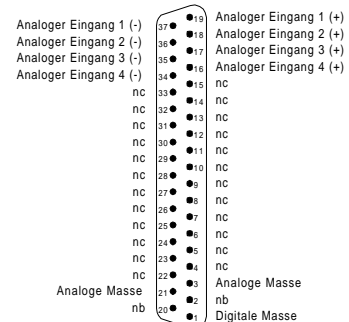 19 Analoger Eingang 1 (+)
Analoger Eingang 1 (-) 37
18 Analoger Eingang 2 (+)
Analoger Eingang 2 (-) 36
17 Analoger Eingang 3 (+)
Analoger Eingang 3 (-) 35
16 Analoger Eingang 4 (+)
Analoger Eingang 4 (-) 34
15 nc
nc 33
14 nc
nc 32
13 nc
nc 31
12 nc
nc 30
11 nc
nc 29
10 nc
nc 28
9 nc
nc 27
8 nc
nc 26
7 nc
nc 25
6 nc
nc 24
5 nc
nc 23
4 nc
nc 22
3 Analoge Masse
Analoge Masse 21
2 nb
nb 20
1 Digitale Masse